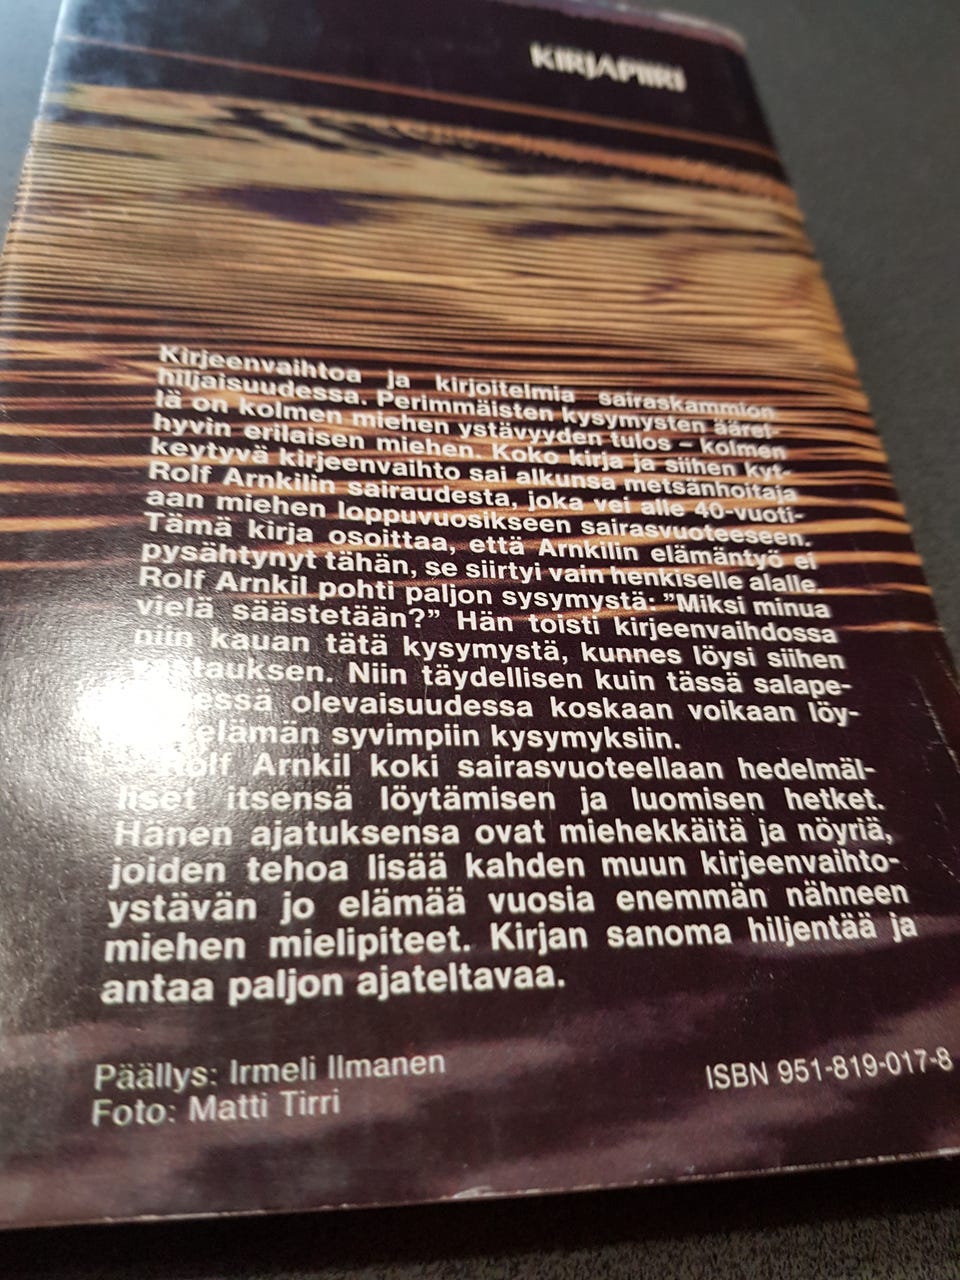 KIRJAPIIRI
Kirjeenvaihtoa ja kirjoitelmia sairaskammion
hiljaisuudessa. Perimmäisten kysymysten ääret-
lä on kolmen miehen ystävyyden tulos – kolmen
hyvin erilaisen miehen. Koko kirja ja siihen kyt-
keytyvä kirjeenvaihto sai alkunsa metsänhoitaja
Rolf Arnkilin sairaudesta, joka vei alle 40-vuoti-
aan miehen loppuvuosikseen sairasvuoteeseen.
Tämä kirja osoittaa, että Arnkilin elämäntyö ei
pysähtynyt tähän, se siirtyi vain henkiselle alalle.
Rolf Arnkil pohti paljon sysymystä: "Miksi minua
vielä säästetään?" Hän toisti kirjeenvaihdossa
niin kauan tätä kysymystä, kunnes löysi siihen
vastauksen. Niin täydellisen kuin tässä salape-
olevaisuudessa koskaan voikaan löy-
elämän syvimpiin kysymyksiin.
Rolf Arnkil koki sairasvuoteellaan hedelmäl-
liset itsensä löytämisen ja luomisen hetket.
Hänen ajatuksensa ovat miehekkäitä ja nöyriä,
joiden tehoa lisää kahden muun kirjeenvaihto-
ystävän jo elämää vuosia enemmän nähneen
miehen mielipiteet. Kirjan sanoma hiljentää ja
antaa paljon ajateltavaa.
Päällys: Irmeli Ilmanen
Foto: Matti Tirri
ISBN 951-819-017-8